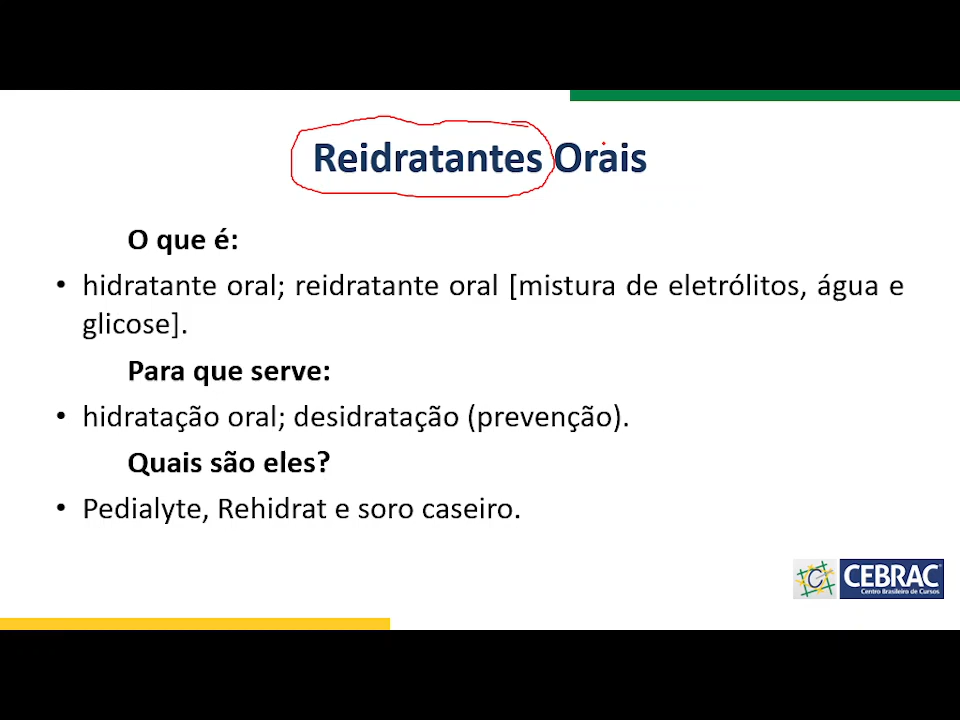 Reidratantes Orais
O que é:
• hidratante oral; reidratante oral [mistura de eletrólitos, água e
glicose].
Para que serve:
• hidratação oral; desidratação (prevenção).
Quais são eles?
• Pedialyte, Rehidrat e soro caseiro.
CEBRAC
Centro Brasileiro de Cursos